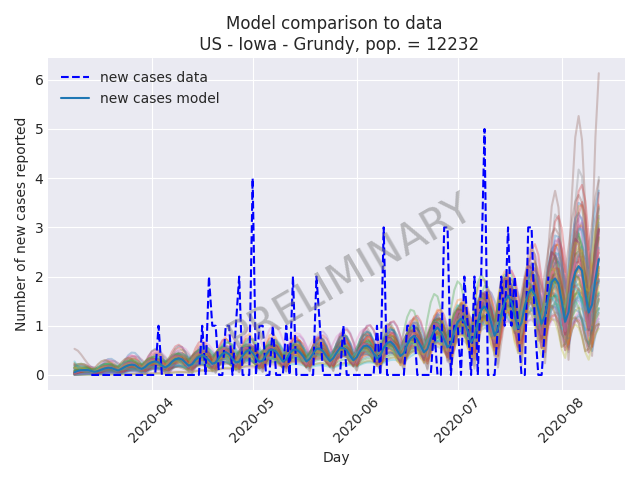 Model comparison to data
US - Iowa - Grundy, pop. = 12232
new cases data
new cases model
Number of new cases reported
6
5
4
3
2
1
0
PRELIMINARY
2020-04
2020-05
2020-06
2020-07
2020-08
Day